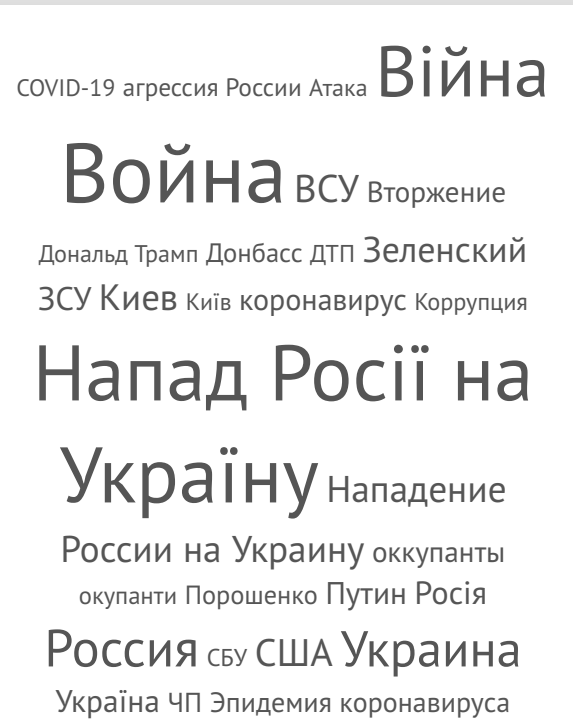 COVID-19 агрессия России Атака Війна
Война ВСУ Вторжение
Дональд Трамп Донбасс ДТП Зеленский
ЗСУ Киев Київ коронавирус Коррупция
Напад Росії на
Україну Нападение
России на Украину оккупанты
окупанти Порошенко Путин Росія
Россия СБУ США Украина
Україна ЧП Эпидемия коронавируса